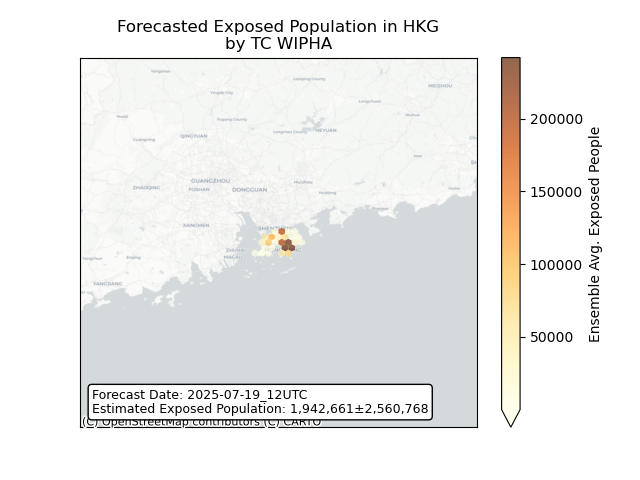 Forecasted Exposed Population in HKG
by TC WIPHA
HEYUAN
QINGYUAN
GUANGZHOU
FOSHAN
DONGGUAN
ZHAOQING
JIANGMEN
MACAU
YANGJIANG
MEIZHOU
200000
150000
100000
50000
Ensemble Avg. Exposed People
Forecast Date: 2025-07-19_12UTC
Estimated Exposed Population: 1,942,661±2,560,768
(C) OpenStreetMap contributors (C) CARTO